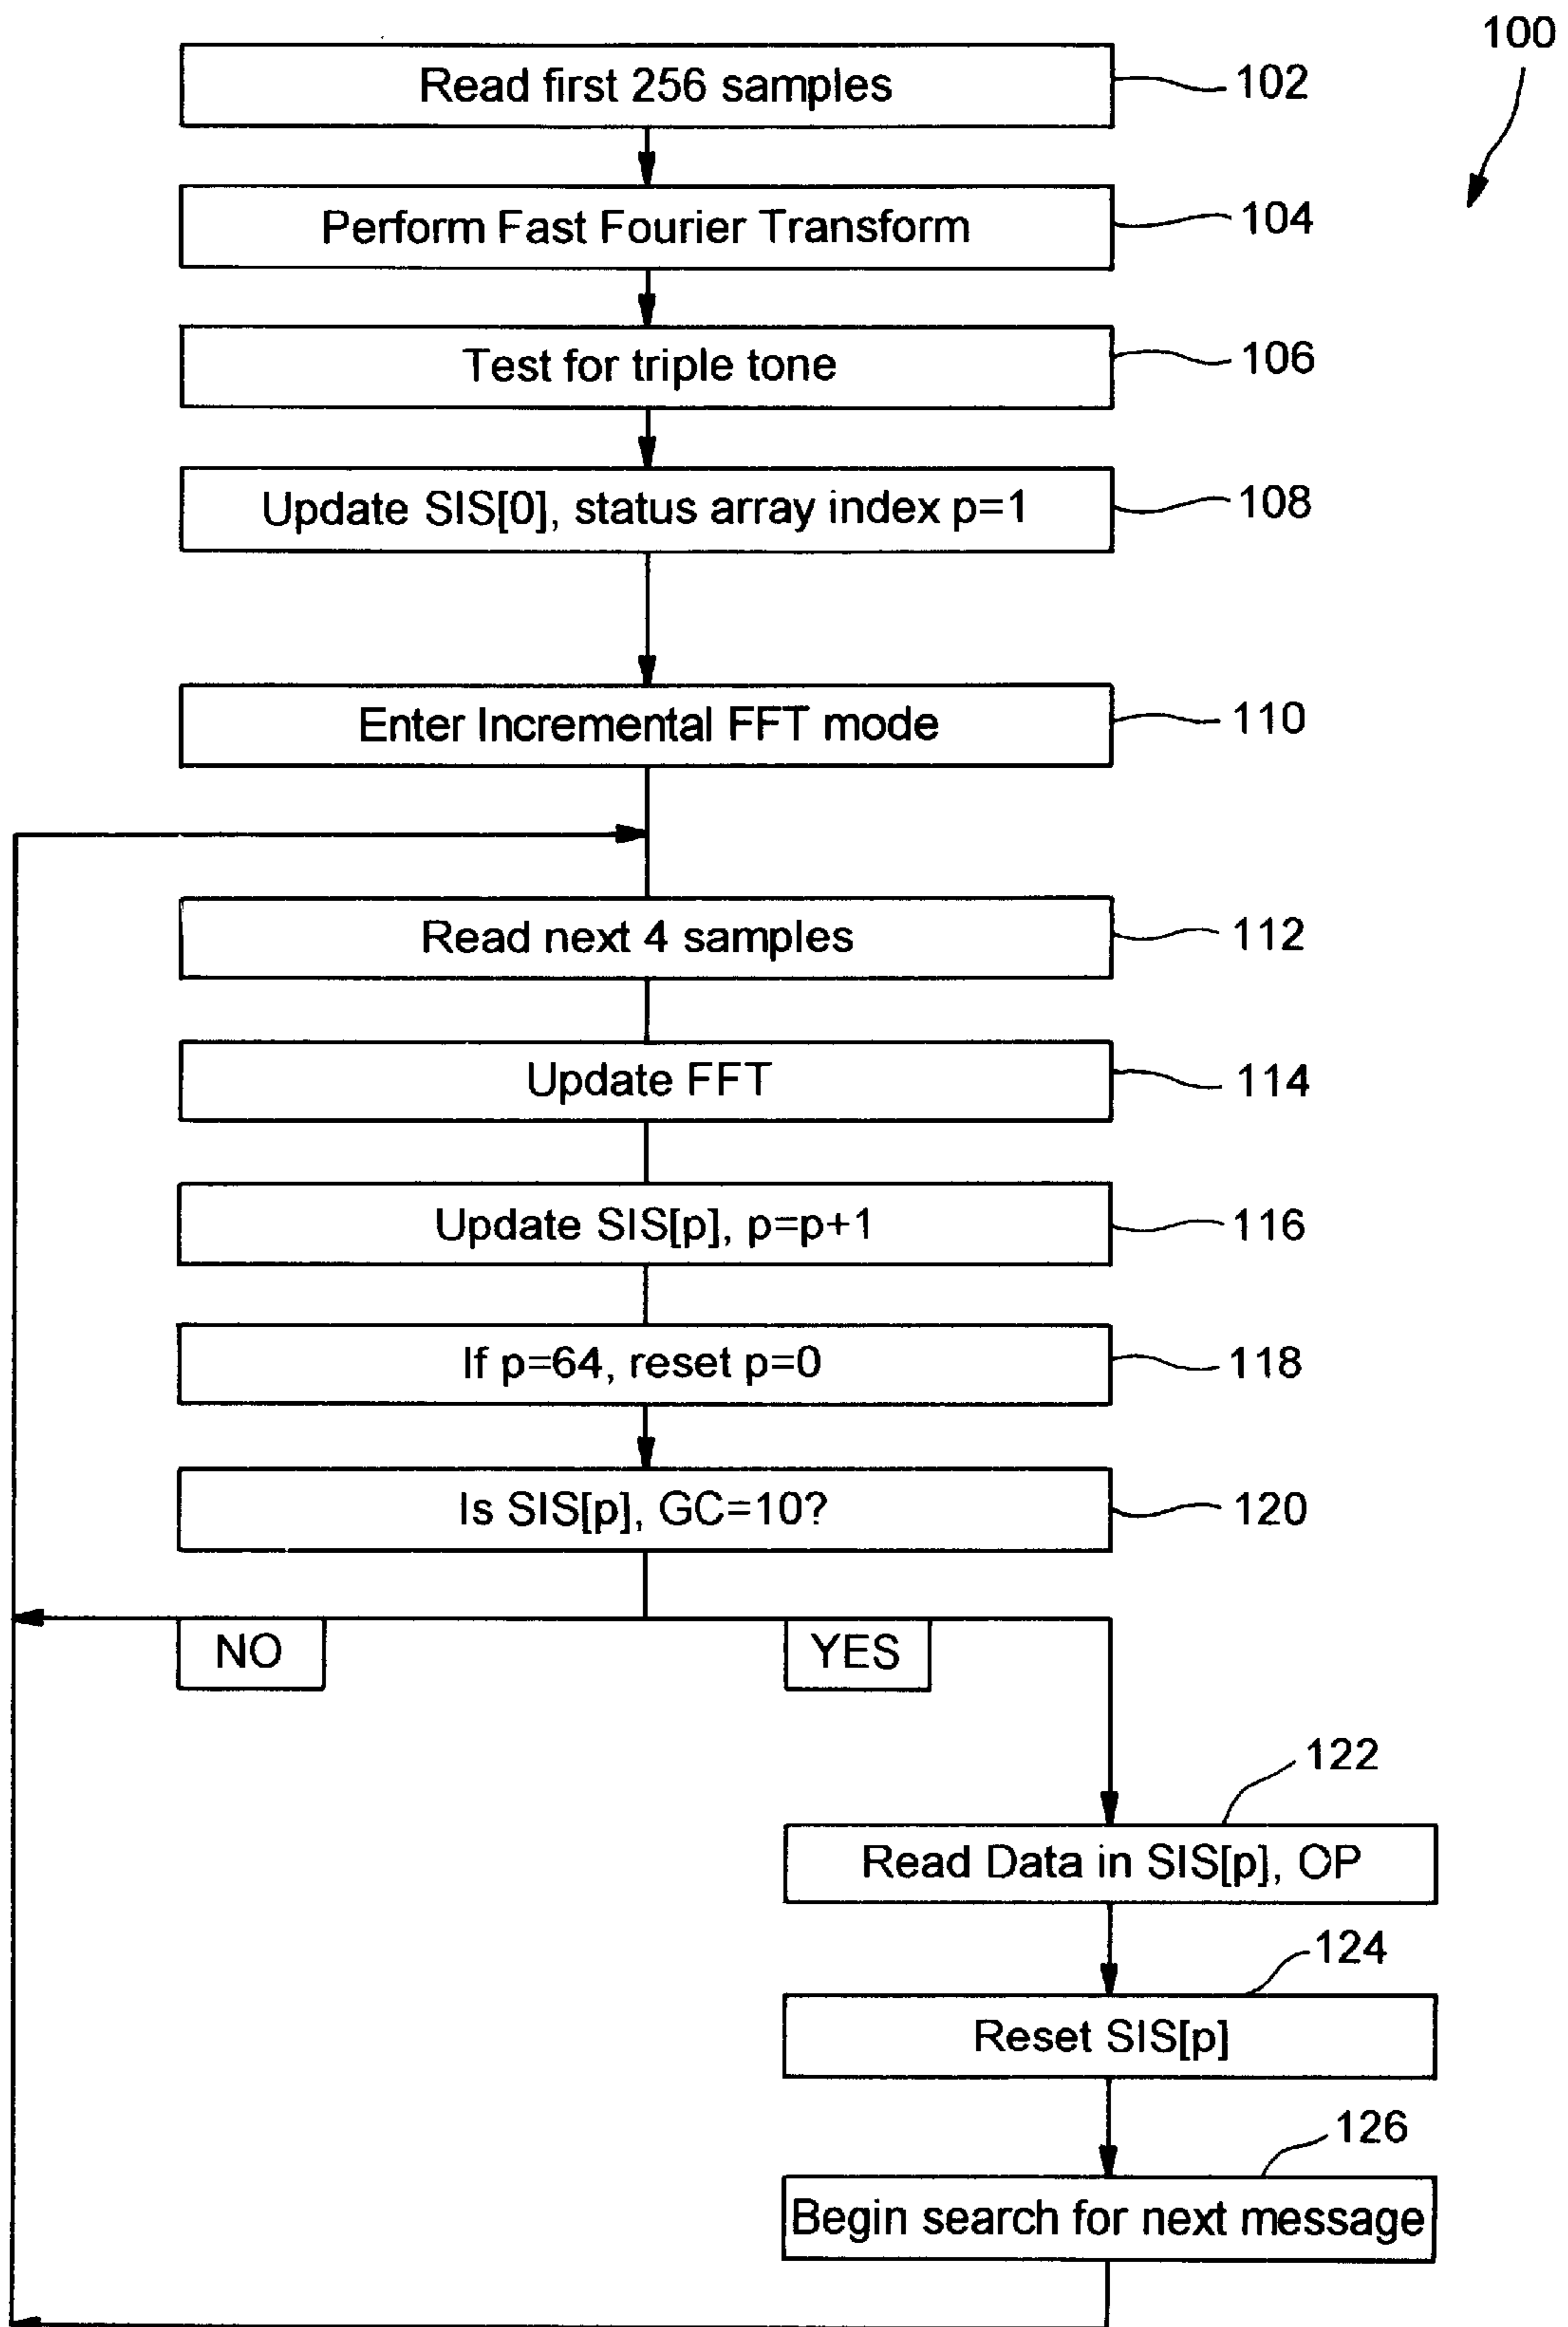 100
Read first 256 samples
102
Perform Fast Fourier Transform
104
Test for triple tone
106
Update SIS[0], status array index p=1
108
Enter Incremental FFT mode
110
Read next 4 samples
112
Update FFT
114
Update SIS[p], p=p+1
116
If p=64, reset p=0
118
Is SIS[p], GC=10?
120
NO
YES
122
Read Data in SIS[p], OP
124
Reset SIS[p]
126
Begin search for next message